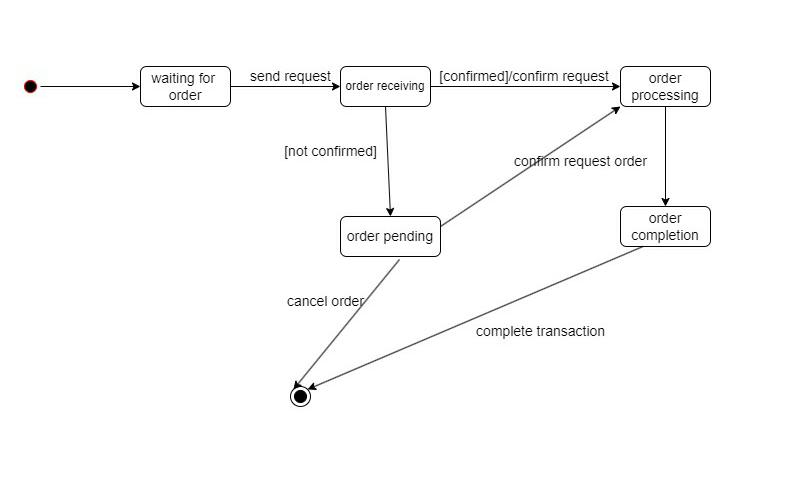 waiting for
order
send request
order receiving
[confirmed]/confirm request
order
processing
[not confirmed]
confirm request order
order pending
order
completion
cancel order
complete transaction